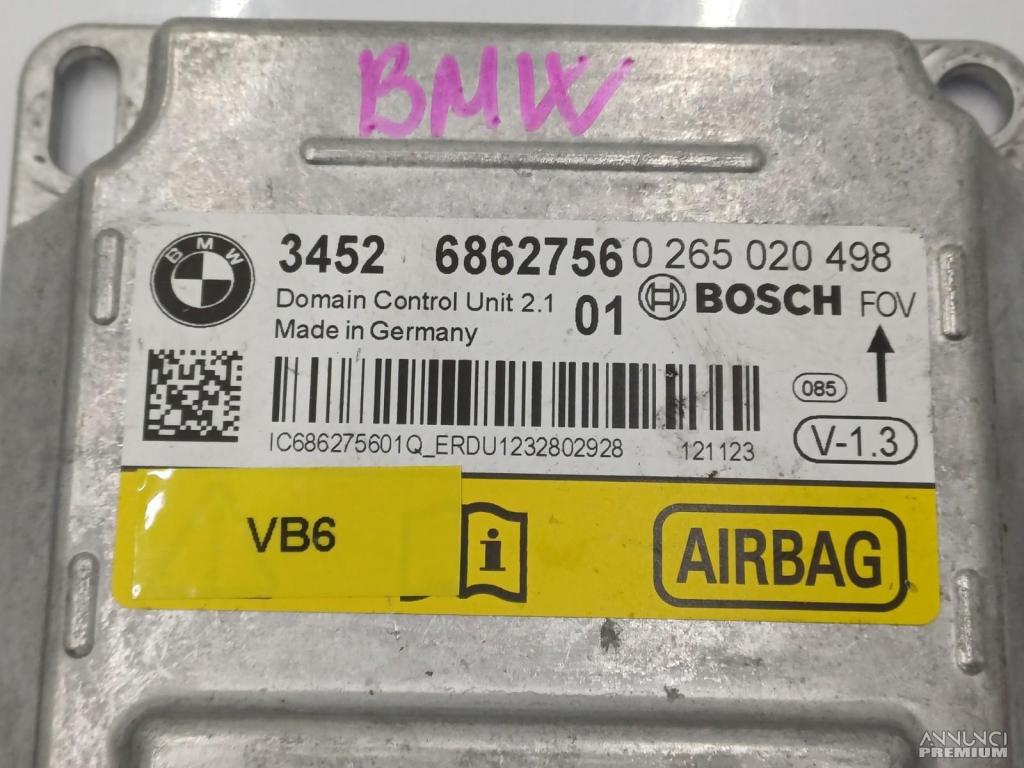 BMW
BMW
3452 6862756 0 265 020 498
Domain Control Unit 2.1 01 BOSCH FOV
Made in Germany
085
IC686275601Q_ERDU1232802928 121123 V-1.3
VB6 i AIRBAG
ANNUNCI
PREMIUM